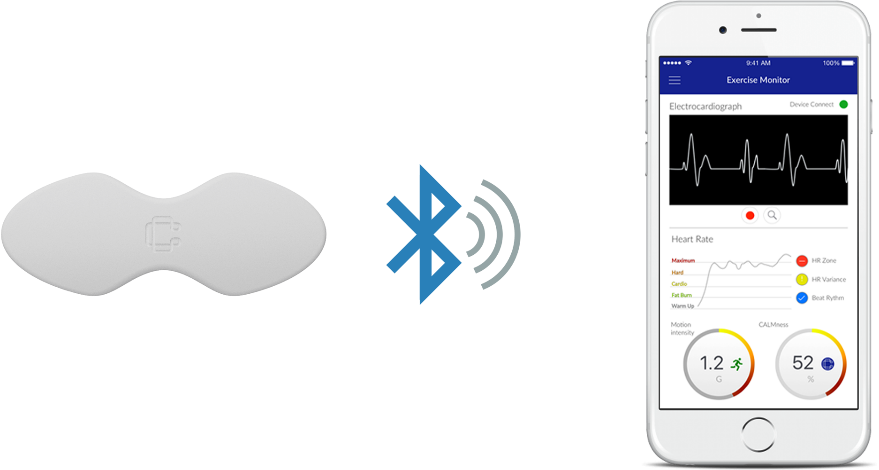 9:41 AM
100%
Exercise Monitor
Electrocardiograph
Device Connect
Heart Rate
Maximum
Hard
Cardio
Fat Burn
Warm Up
HR Zone
HR Variance
Beat Rythm
Motion
intensity
CALMness
1.2
G
52
%